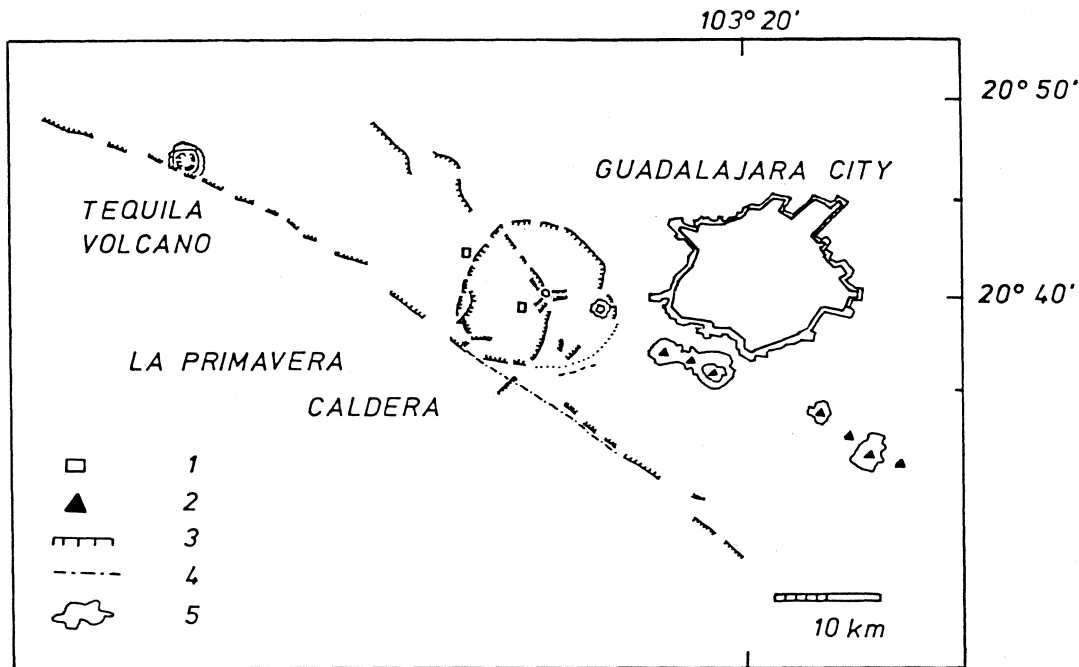 103° 20'
20° 50'
GUADALAJARA CITY
TEQUILA
VOLCANO
20° 40'
LA PRIMAVERA
CALDERA
1
2
3
4
5
10 km